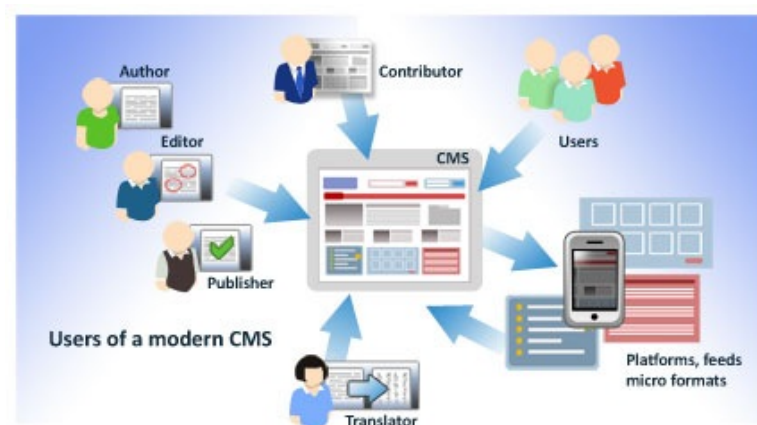 Author
Contributor
Editor
Users
CMS
Publisher
Users of a modern CMS
Platforms, feeds
micro formats
Translator